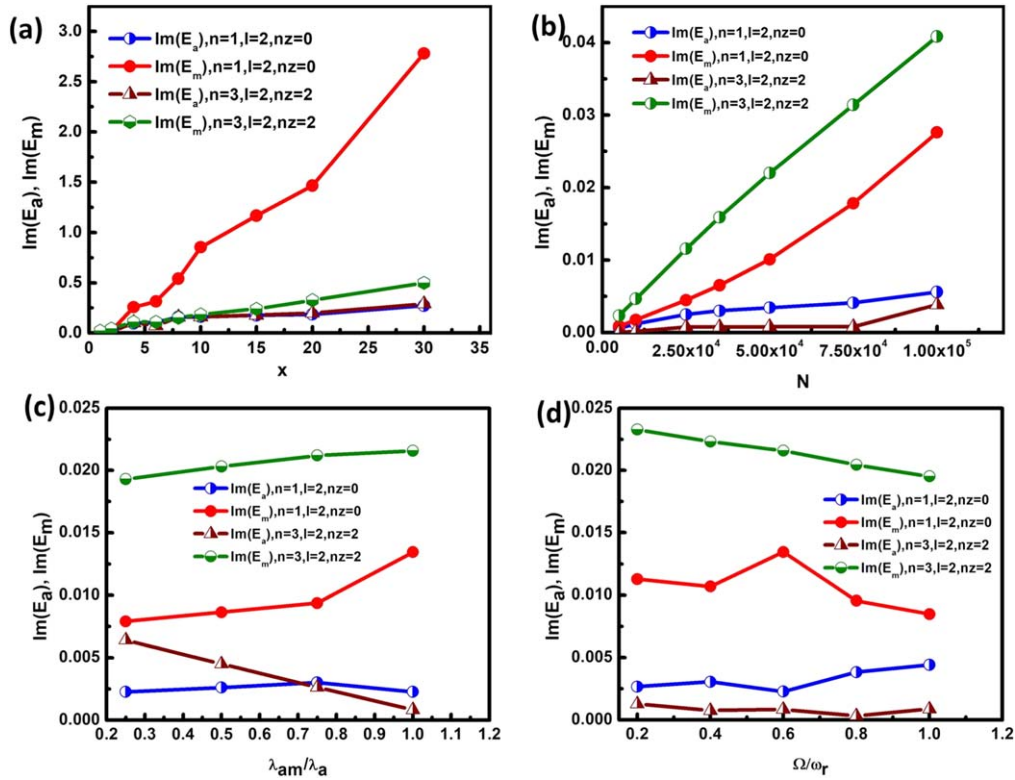 (a)
Im(Ea), Im(Em)
3.0
2.5
2.0
1.5
1.0
0.5
0.0
Im(Ea),n=1,l=2,nz=0
Im(Em),n=1,l=2,nz=0
Im(Ea),n=3,l=2,nz=2
Im(Em),n=3,l=2,nz=2
0 5 10 15 20 25 30 35
x
(b)
Im(Ea), Im(Em)
0.04
0.03
0.02
0.01
0.00
Im(Ea),n=1,l=2,nz=0
Im(Em),n=1,l=2,nz=0
Im(Ea),n=3,l=2,nz=2
Im(Em),n=3,l=2,nz=2
0.00 2.50x10⁴ 5.00x10⁴ 7.50x10⁴ 1.00x10⁵
N
(c)
Im(Ea), Im(Em)
0.025
0.020
0.015
0.010
0.005
0.000
Im(Ea),n=1,l=2,nz=0
Im(Em),n=1,l=2,nz=0
Im(Ea),n=3,l=2,nz=2
Im(Em),n=3,l=2,nz=2
0.2 0.3 0.4 0.5 0.6 0.7 0.8 0.9 1.0 1.1 1.2
λam/λa
(d)
Im(Ea), Im(Em)
0.025
0.020
0.015
0.010
0.005
0.000
Im(Ea),n=1,l=2,nz=0
Im(Em),n=1,l=2,nz=0
Im(Ea),n=3,l=2,nz=2
Im(Em),n=3,l=2,nz=2
0.2 0.4 0.6 0.8 1.0 1.2
Ω/ωr